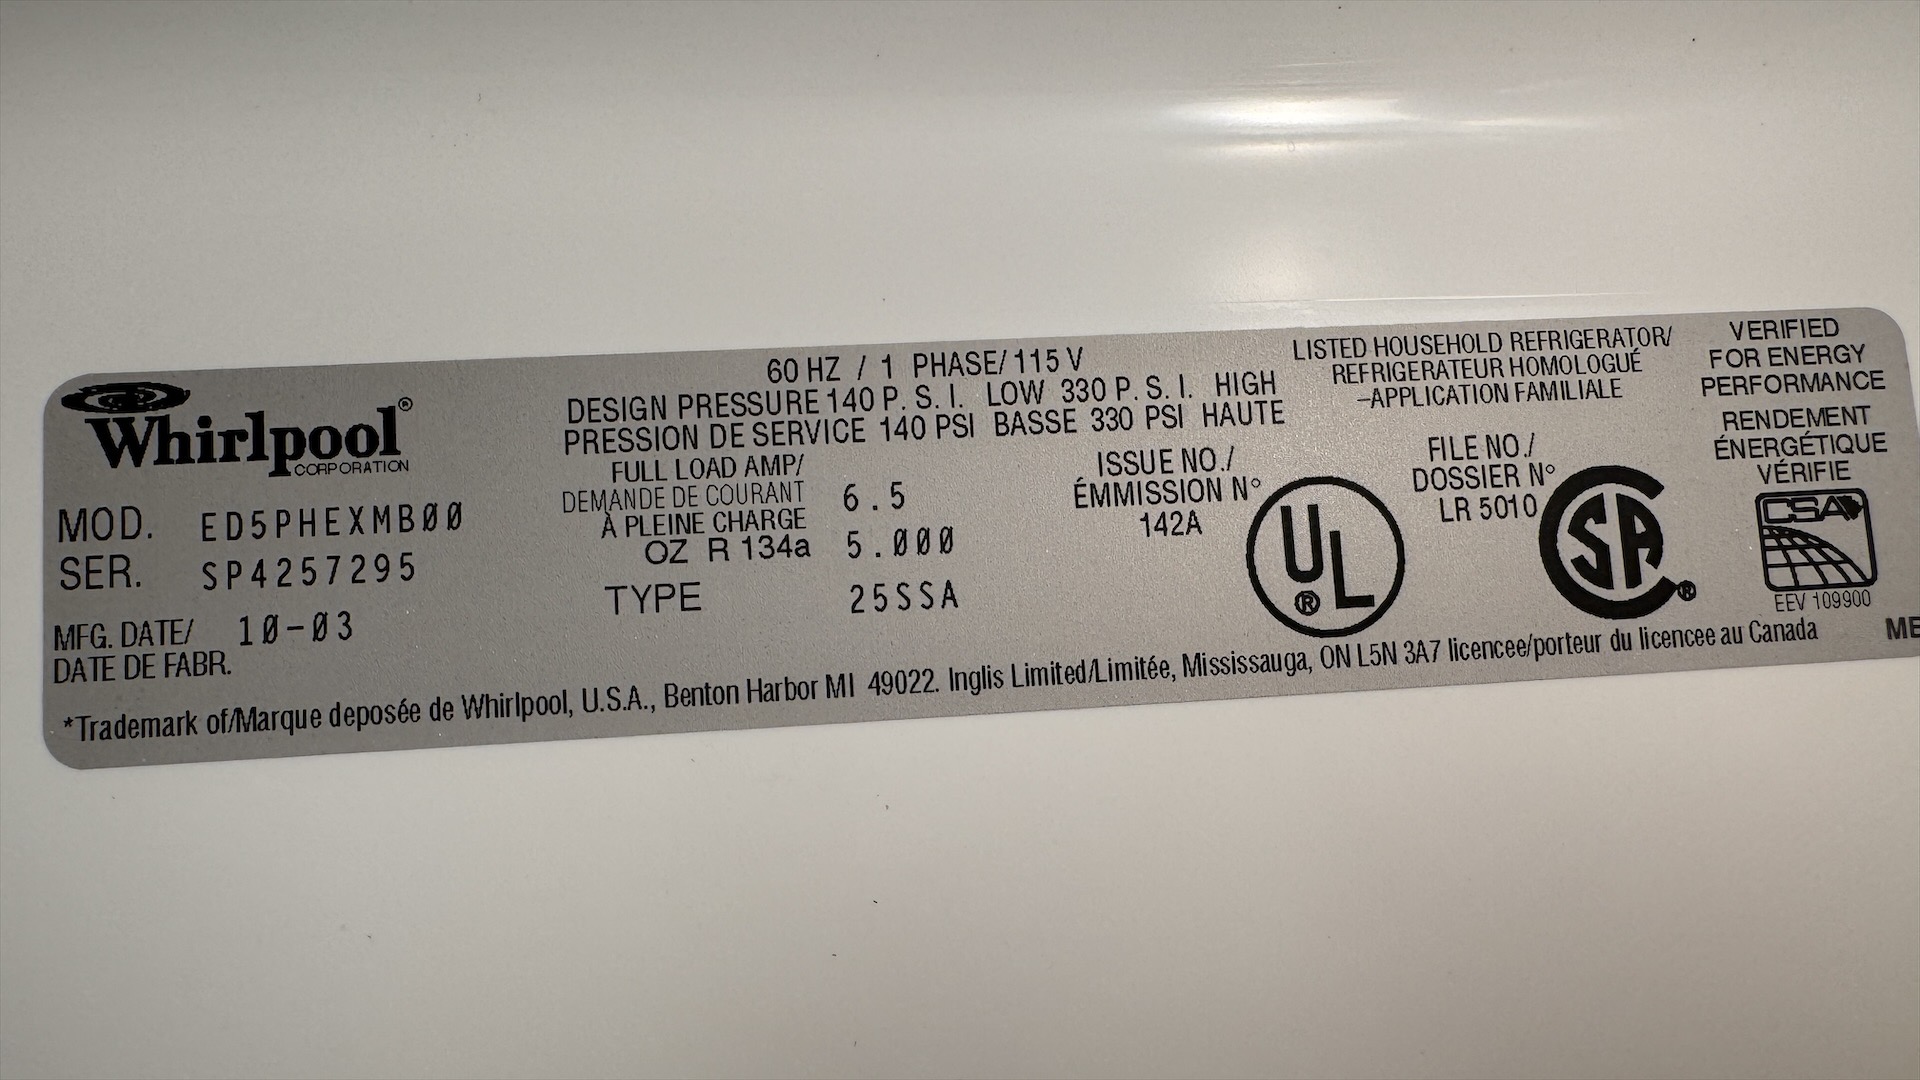 Whirlpool®
CORPORATION
MOD. ED5PHEXMB00
SER. SP4257295
MFG. DATE/ 10-03
DATE DE FABR.
60 HZ / 1 PHASE/ 115 V
DESIGN PRESSURE 140 P. S. I. LOW 330 P. S. I. HIGH
PRESSION DE SERVICE 140 PSI BASSE 330 PSI HAUTE
FULL LOAD AMP/
DEMANDE DE COURANT 6.5
À PLEINE CHARGE
OZ R 134a 5.000
TYPE 25SSA
ISSUE NO./
ÉMMISSION N°
142A
UL®
LISTED HOUSEHOLD REFRIGERATOR/
REFRIGERATEUR HOMOLOGUÉ
-APPLICATION FAMILIALE
FILE NO./
DOSSIER N°
LR 5010
SA®
VERIFIED
FOR ENERGY
PERFORMANCE
RENDEMENT
ÉNERGÉTIQUE
VÉRIFIE
CSA
EEV 109900
*Trademark of/Marque deposée de Whirlpool, U.S.A., Benton Harbor MI 49022. Inglis Limited/Limitée, Mississauga, ON L5N 3A7 licencee/porteur du licencee au Canada